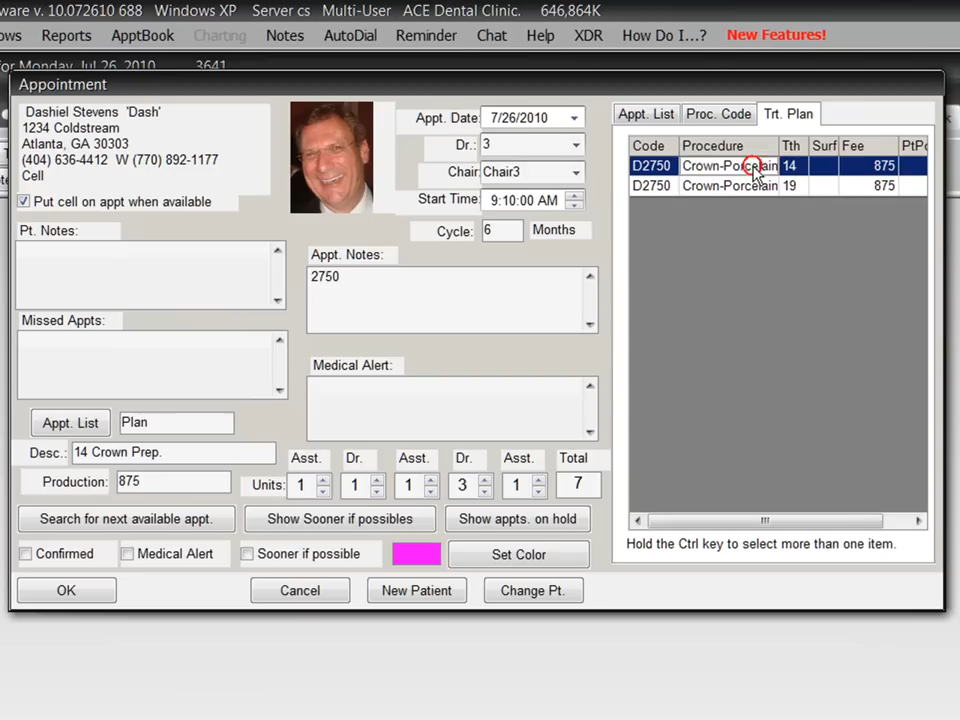 ware v. 10.072610 688 Windows XP Server cs Multi-User ACE Dental Clinic. 646,864K
ows Reports ApptBook Charting Notes AutoDial Reminder Chat Help XDR How Do I...? New Features!
for Monday, Jul 26, 2010 3641
Appointment
Dashiel Stevens 'Dash'
1234 Coldstream
Atlanta, GA 30303
(404) 636-4412 W (770) 892-1177
Cell
Put cell on appt when available
Appt. Date: 7/26/2010
Dr.: 3
Chair: Chair3
Start Time: 9:10:00 AM
Cycle: 6 Months
Pt. Notes:
Appt. Notes:
2750
Missed Appts:
Medical Alert:
Appt. List Plan
Desc.: 14 Crown Prep.
Production: 875
Asst. Dr. Asst. Dr. Asst. Total
Units: 1 1 1 3 1 7
Search for next available appt. Show Sooner if possibles Show appts. on hold
Confirmed Medical Alert Sooner if possible Set Color
OK Cancel New Patient Change Pt.
Appt. List Proc. Code Trt. Plan
Code Procedure Tth Surf Fee PtPo
D2750 Crown-Porcelain 14 875
D2750 Crown-Porcelain 19 875
Hold the Ctrl key to select more than one item.